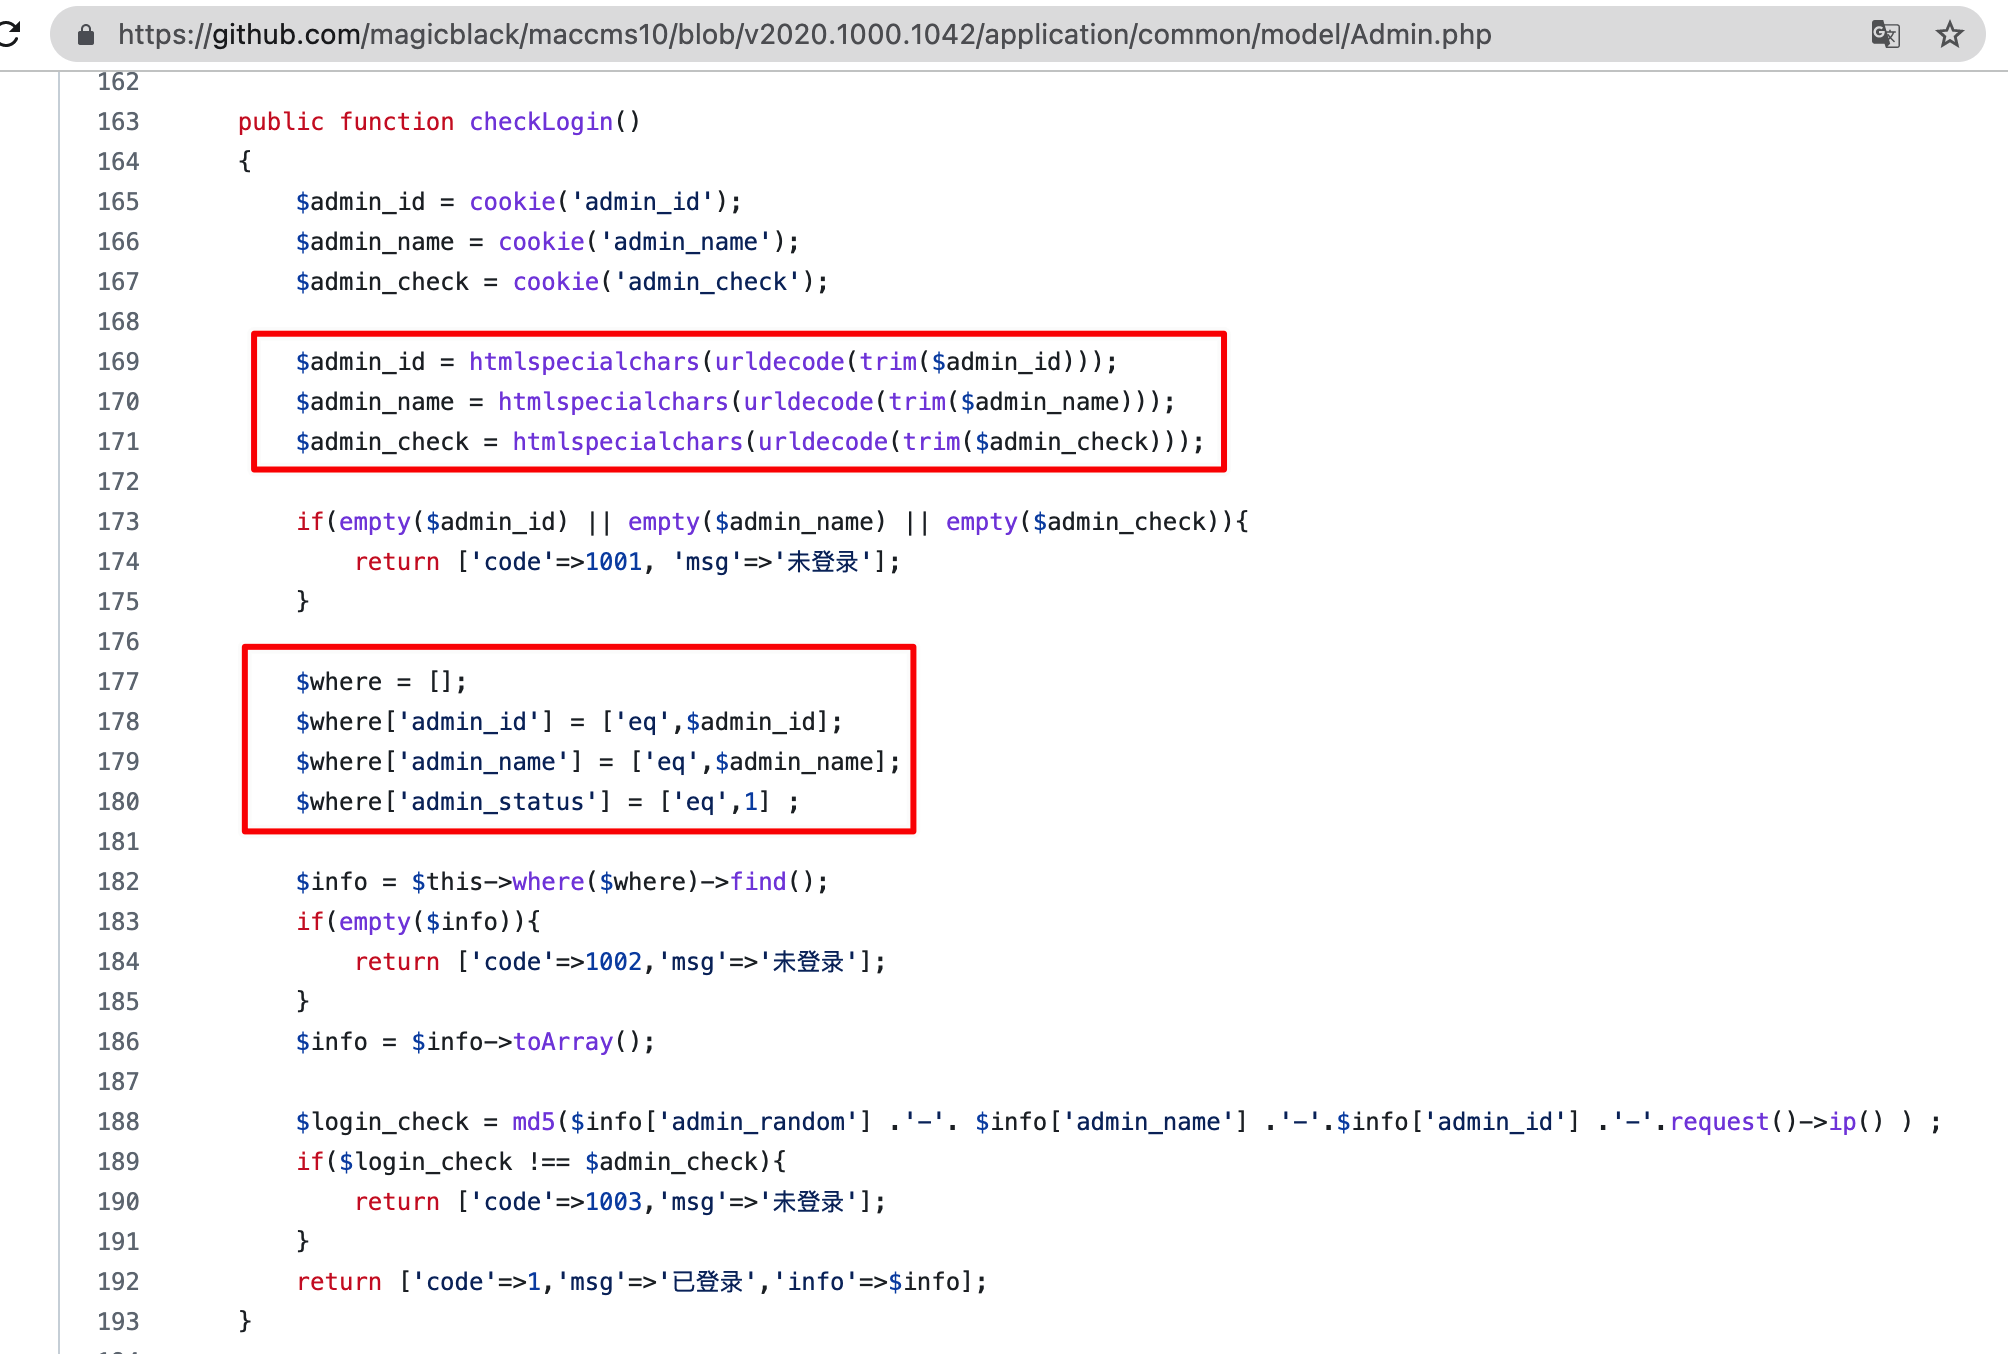 https://github.com/magicblack/maccms10/blob/v2020.1000.1042/application/common/model/Admin.php
162
163 public function checkLogin()
164 {
165 $admin_id = cookie('admin_id');
166 $admin_name = cookie('admin_name');
167 $admin_check = cookie('admin_check');
168
169 $admin_id = htmlspecialchars(urldecode(trim($admin_id)));
170 $admin_name = htmlspecialchars(urldecode(trim($admin_name)));
171 $admin_check = htmlspecialchars(urldecode(trim($admin_check)));
172
173 if(empty($admin_id) || empty($admin_name) || empty($admin_check)){
174 return ['code'=>1001, 'msg'=>'未登录'];
175 }
176
177 $where = [];
178 $where['admin_id'] = ['eq',$admin_id];
179 $where['admin_name'] = ['eq',$admin_name];
180 $where['admin_status'] = ['eq',1] ;
181
182 $info = $this->where($where)->find();
183 if(empty($info)){
184 return ['code'=>1002,'msg'=>'未登录'];
185 }
186 $info = $info->toArray();
187
188 $login_check = md5($info['admin_random'] .'-'. $info['admin_name'] .'-'.$info['admin_id'] .'-'.request()->ip() ) ;
189 if($login_check !== $admin_check){
190 return ['code'=>1003,'msg'=>'未登录'];
191 }
192 return ['code'=>1,'msg'=>'已登录','info'=>$info];
193 }